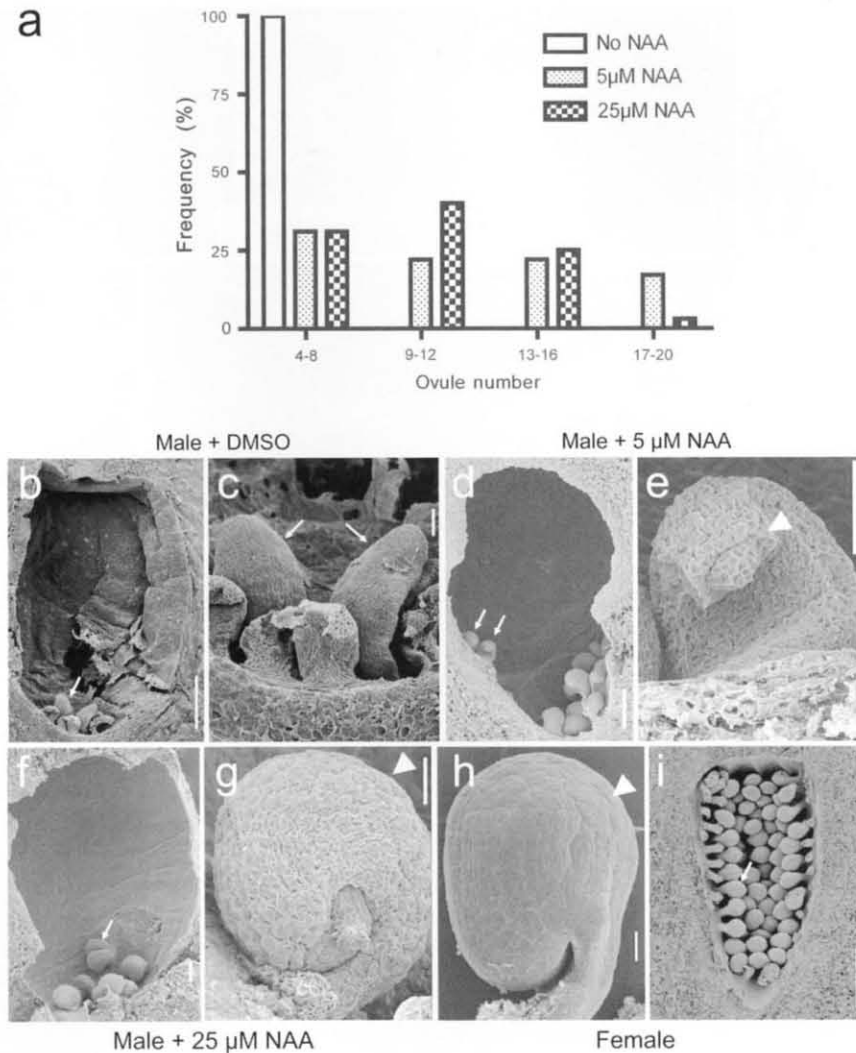 a
100
75
50
25
0
Frequency (%)
No NAA
5µM NAA
25µM NAA
4-8
9-12
13-16
17-20
Ovule number
Male + DMSO
Male + 5 µM NAA
b
c
d
e
f
g
h
i
Male + 25 µM NAA
Female